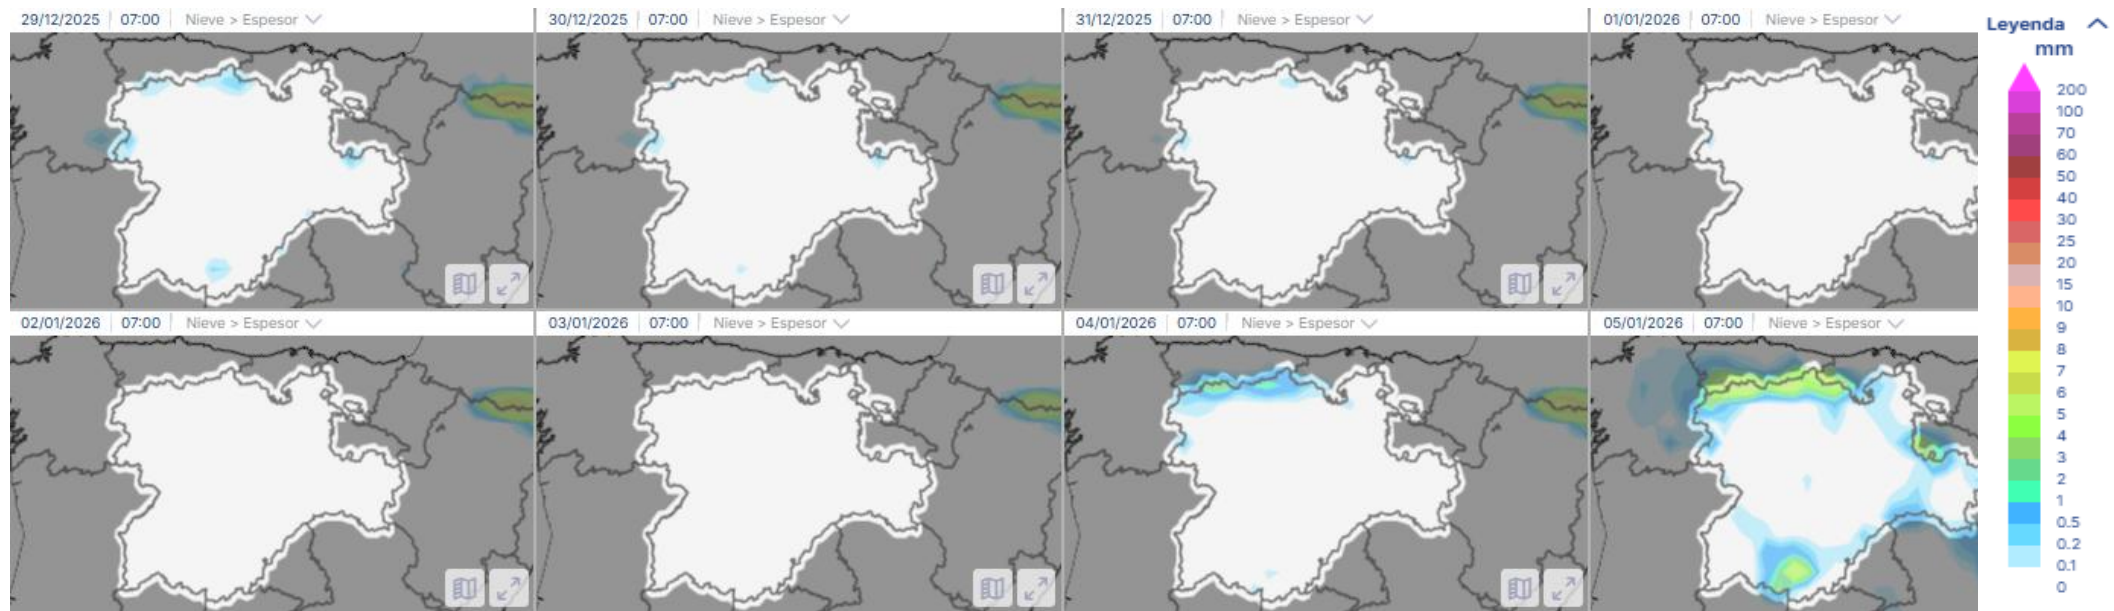 29/12/2025 07:00 Nieve > Espesor
30/12/2025 07:00 Nieve > Espesor
31/12/2025 07:00 Nieve > Espesor
01/01/2026 07:00 Nieve > Espesor
02/01/2026 07:00 Nieve > Espesor
03/01/2026 07:00 Nieve > Espesor
04/01/2026 07:00 Nieve > Espesor
05/01/2026 07:00 Nieve > Espesor
Leyenda
mm
200
100
70
60
50
40
30
25
20
15
10
9
8
7
6
5
4
3
2
1
0.5
0.2
0.1
0